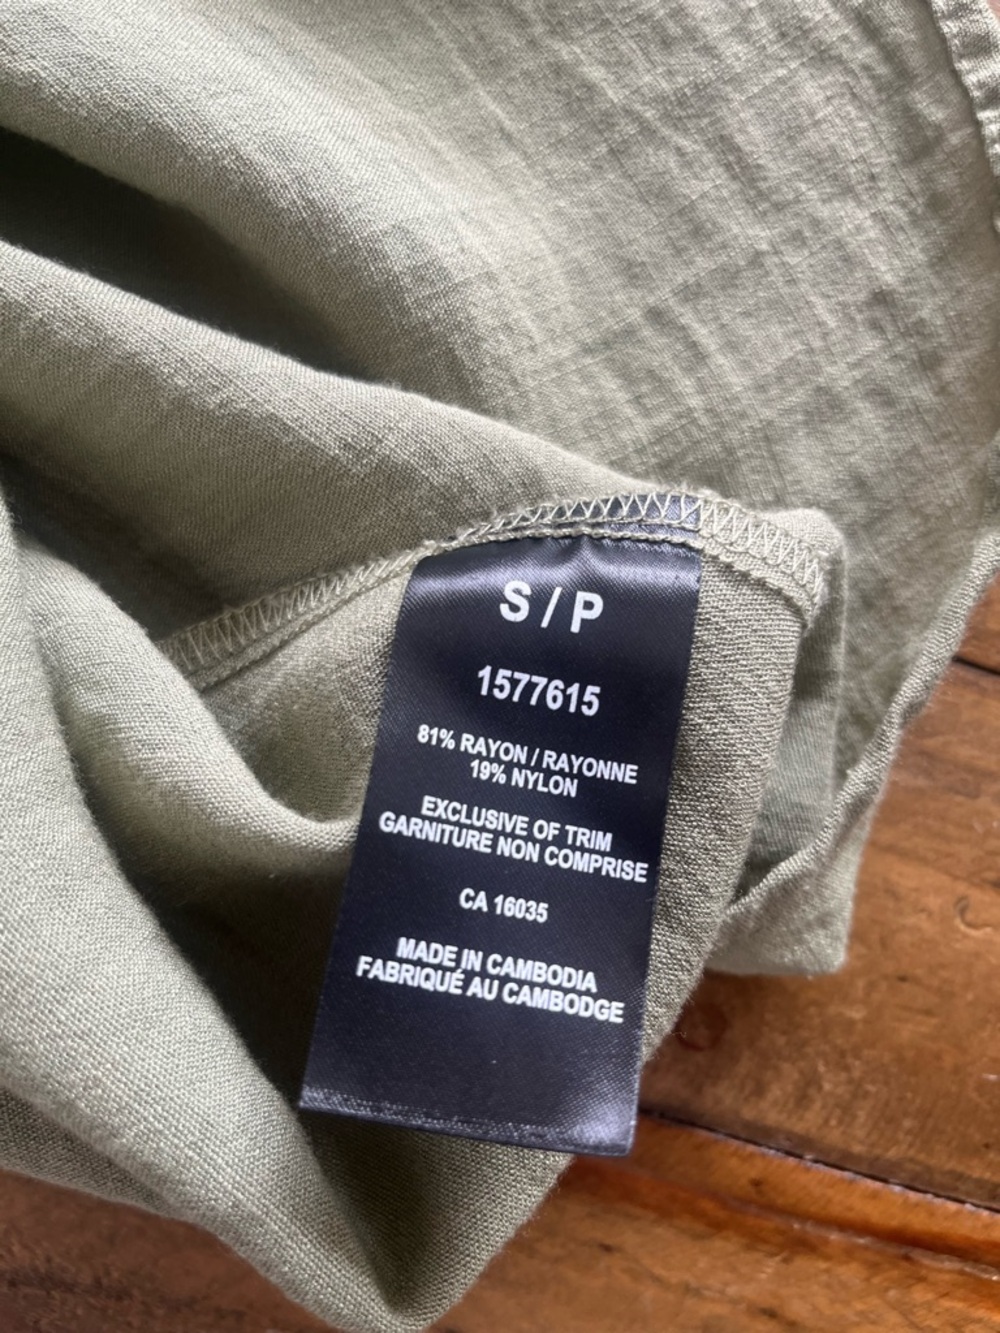 S / P
1577615
81% RAYON / RAYONNE
19% NYLON
EXCLUSIVE OF TRIM
GARNITURE NON COMPRISE
CA 16035
MADE IN CAMBODIA
FABRIQUÉ AU CAMBODGE